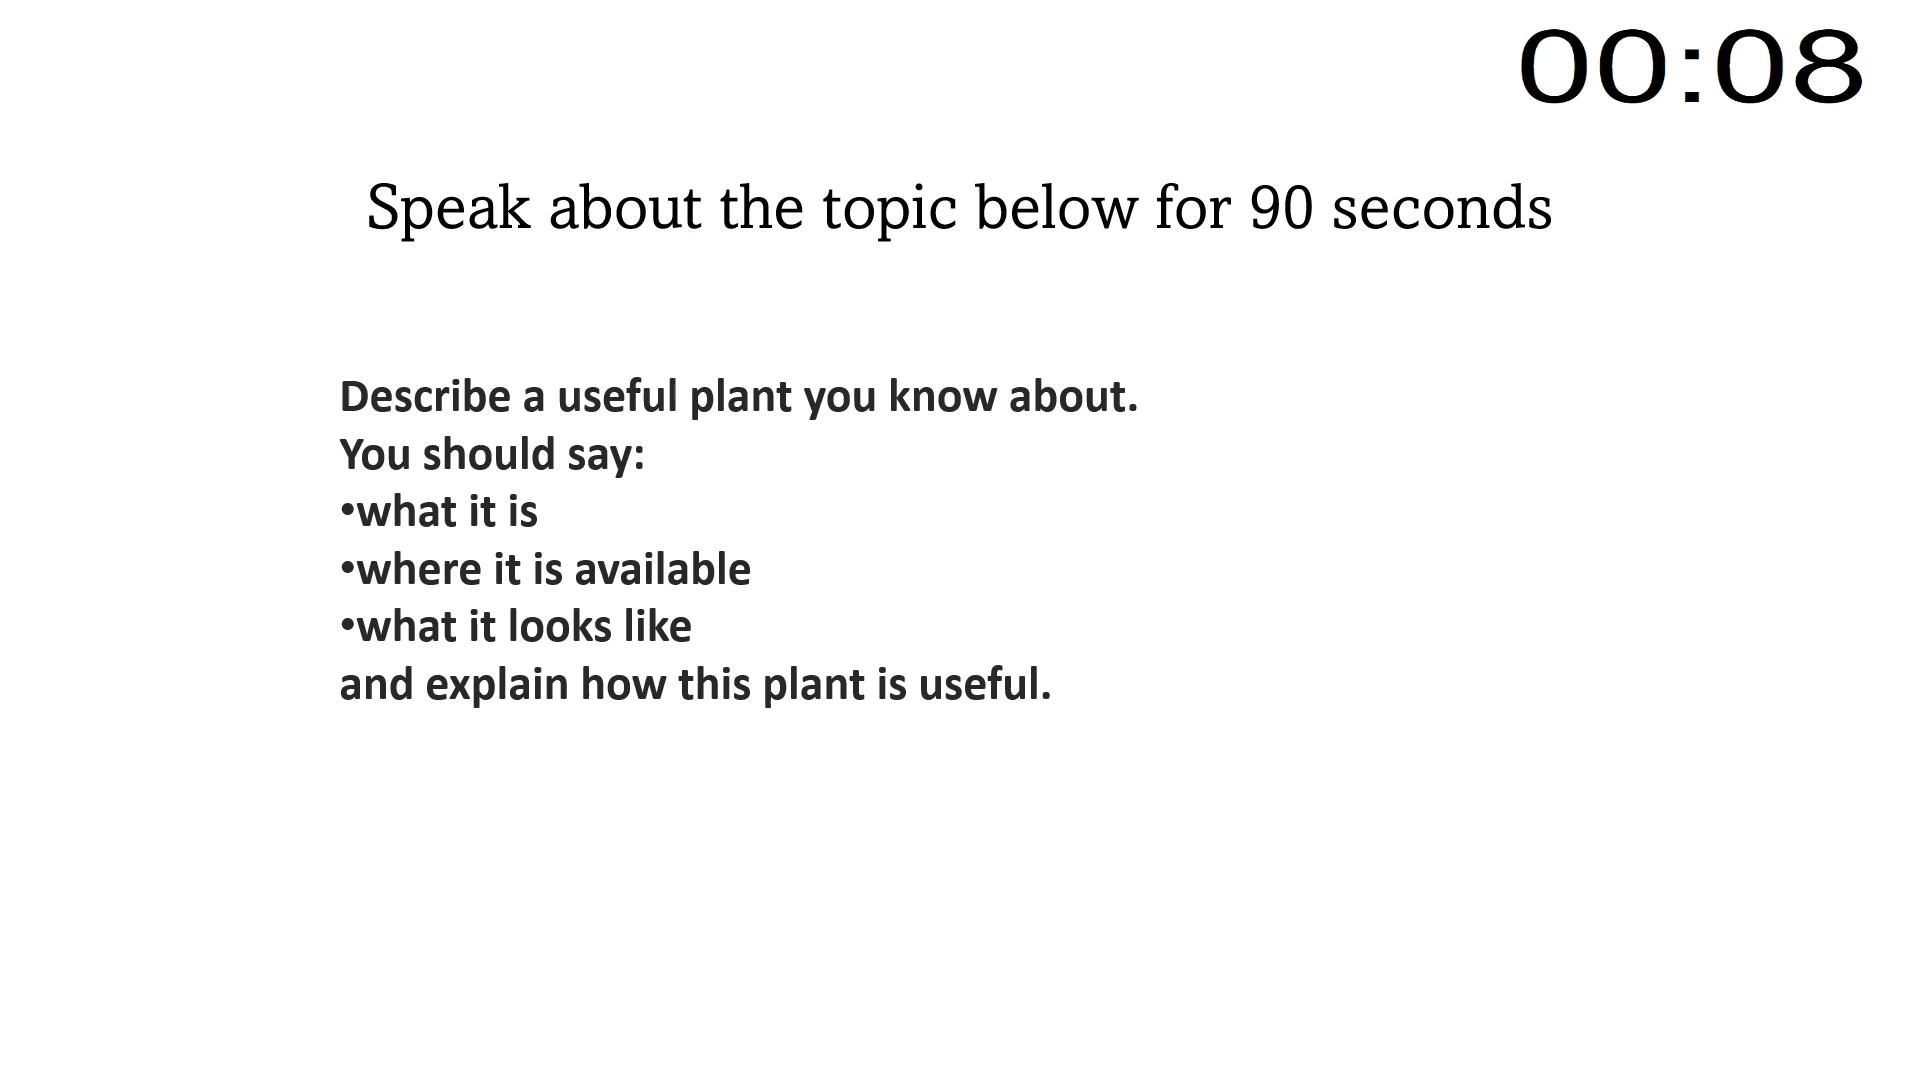 00:08
Speak about the topic below for 90 seconds
Describe a useful plant you know about.
You should say:
•what it is
•where it is available
•what it looks like
and explain how this plant is useful.